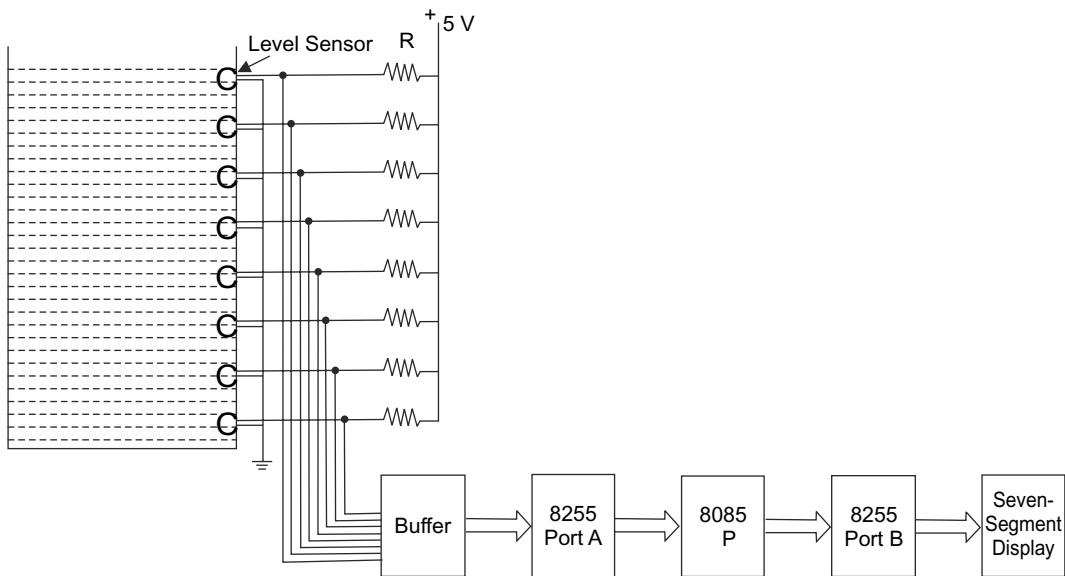 +
5 V
R
Level Sensor
C
C
C
C
C
C
C
C
Buffer
8255
Port A
8085
P
8255
Port B
Seven-
Segment
Display